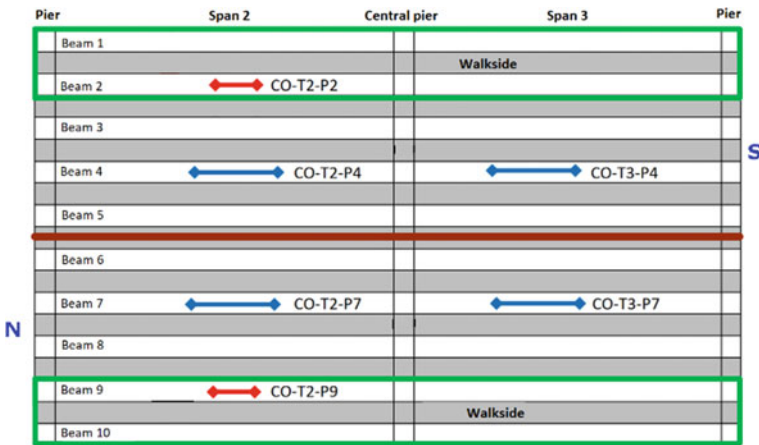 Pier Span 2 Central pier Span 3 Pier
Beam 1
Walkside
Beam 2 CO-T2-P2
Beam 3
S
Beam 4 CO-T2-P4 CO-T3-P4
Beam 5
Beam 6
Beam 7 CO-T2-P7 CO-T3-P7
N
Beam 8
Beam 9 CO-T2-P9
Walkside
Beam 10